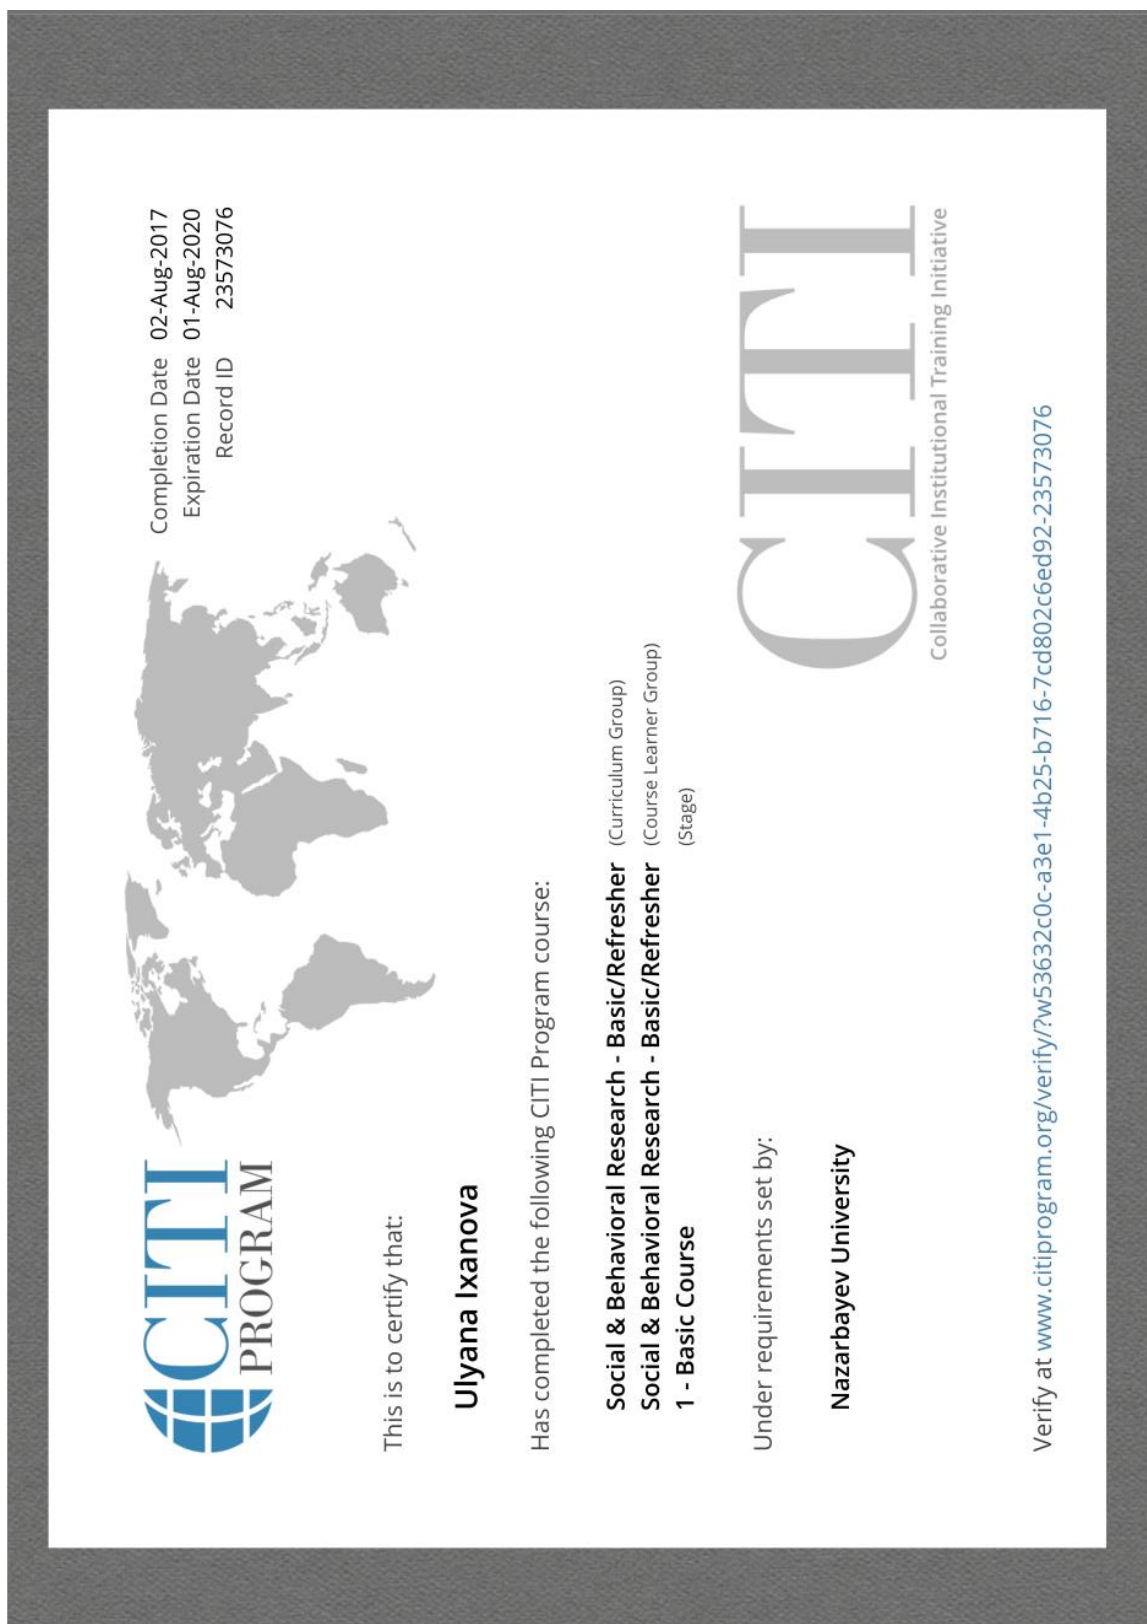 CITI
PROGRAM
Completion Date 02-Aug-2017
Expiration Date 01-Aug-2020
Record ID 23573076
This is to certify that:
Ulyana Ixanova
Has completed the following CITI Program course:
Social & Behavioral Research - Basic/Refresher (Curriculum Group)
Social & Behavioral Research - Basic/Refresher (Course Learner Group)
1 - Basic Course (Stage)
Under requirements set by:
Nazarbayev University
CITI
Collaborative Institutional Training Initiative
Verify at www.citiprogram.org/verify/?w53632c0c-a3e1-4b25-b716-7cd802c6ed92-23573076